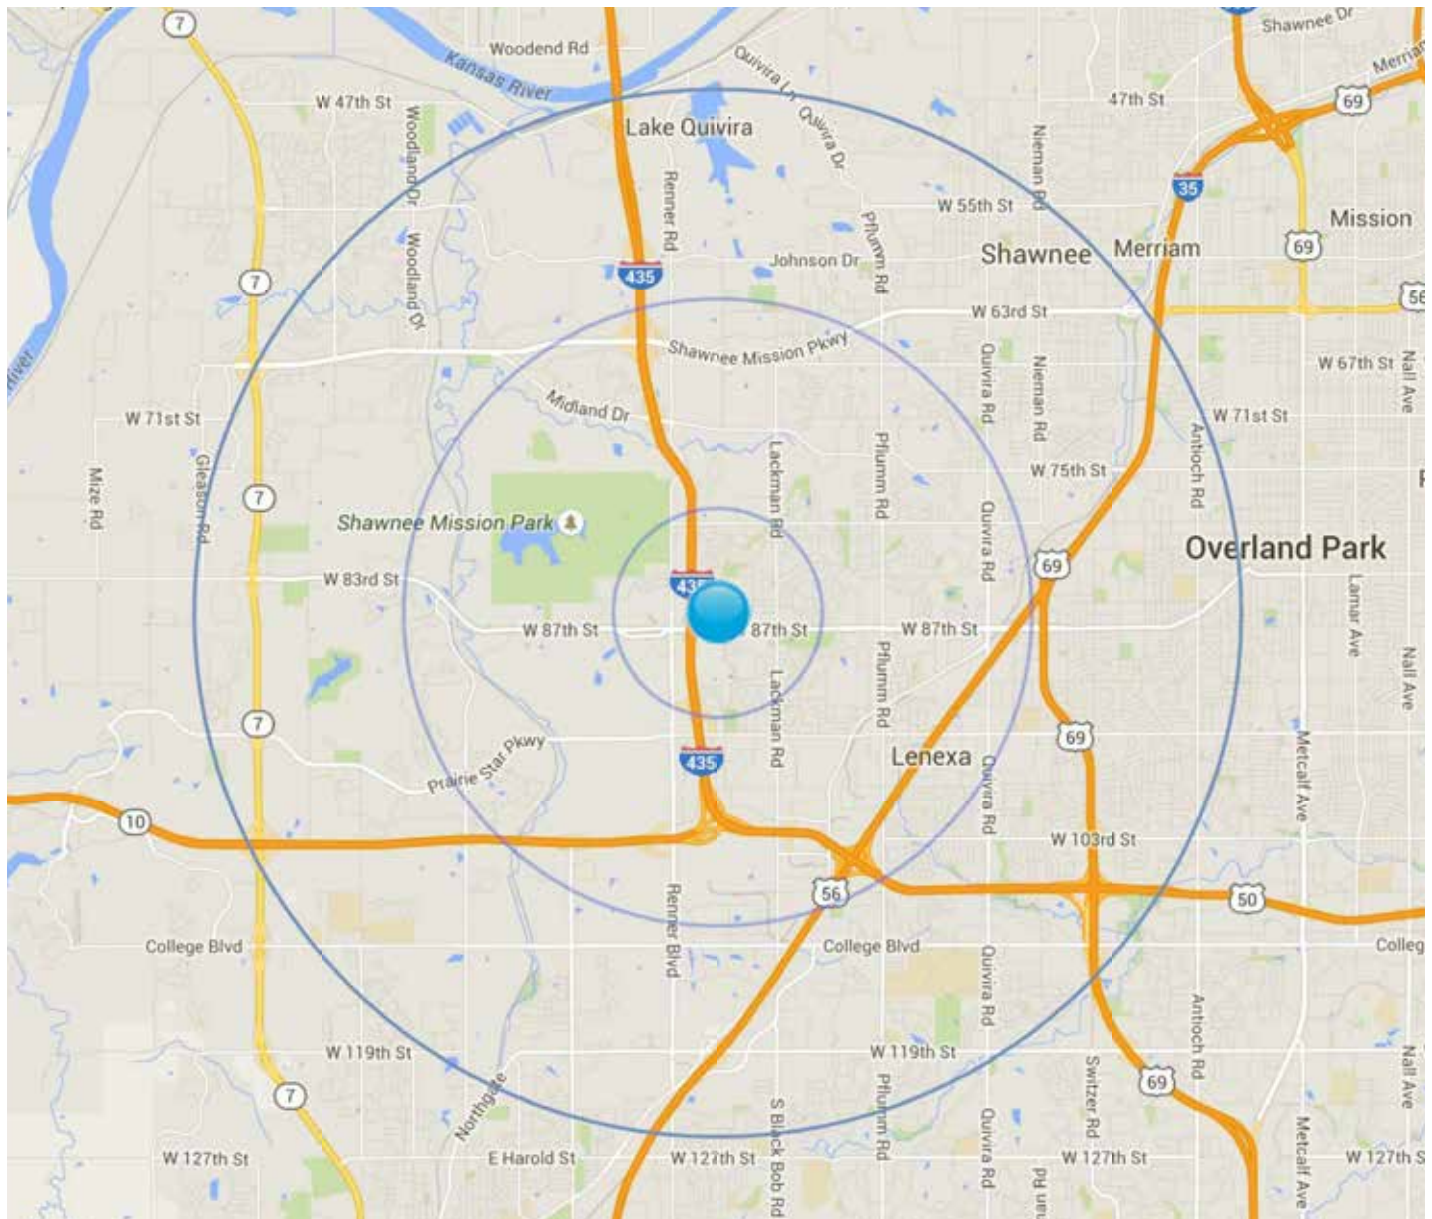 7
Woodend Rd
Shawnee Dr
Kansas River
Quivira Ln
W 47th St
47th St
69
Lake Quivira
Quivira Dr
Woodland Dr
Nieman Rd
35
Renner Rd
W 55th St
Mission
Pflumm Rd
Shawnee
Merriam
69
Woodland Dr
Johnson Dr
435
7
56
W 63rd St
River
Shawnee Mission Pkwy
W 67th St
Nall Ave
Quivira Rd
Nieman Rd
Midland Dr
W 71st St
W 71st St
Antioch Rd
Lackman Rd
Pflumm Rd
W 75th St
Gleason Rd
Mize Rd
7
Shawnee Mission Park
Quivira Rd
Overland Park
69
W 83rd St
435
Lamar Ave
W 87th St
87th St
W 87th St
Nall Ave
Pflumm Rd
Lackman Rd
7
69
Prairie Star Pkwy
435
Lenexa
Quivira Rd
Metcalf Ave
10
W 103rd St
56
50
Renner Blvd
College Blvd
College Blvd
Colleg
Quivira Rd
Antioch Rd
W 119th St
W 119th St
7
69
Northgate
Switzer Rd
Nall Ave
Pflumm Rd
S Black Bob Rd
Quivira Rd
Metcalf Ave
W 127th St
E Harold St
W 127th St
W 127th St
W 127th S